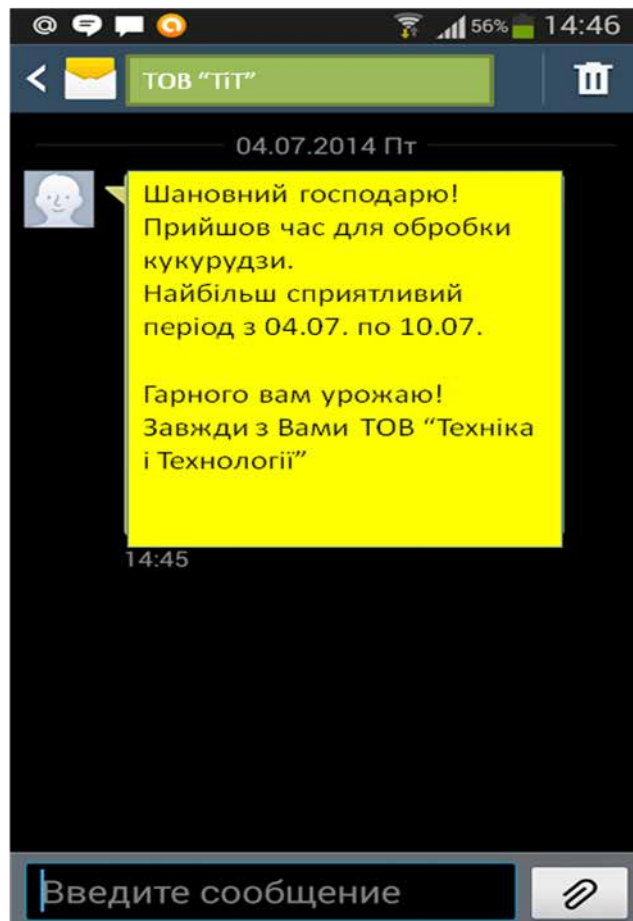 56% 14:46
ТОВ “ТіТ”
04.07.2014 Пт
Шановний господарю!
Прийшов час для обробки
кукурудзи.
Найбільш сприятливий
період з 04.07. по 10.07.
Гарного вам урожаю!
Завжди з Вами ТОВ “Техніка
і Технології”
14:45
Введите сообщение